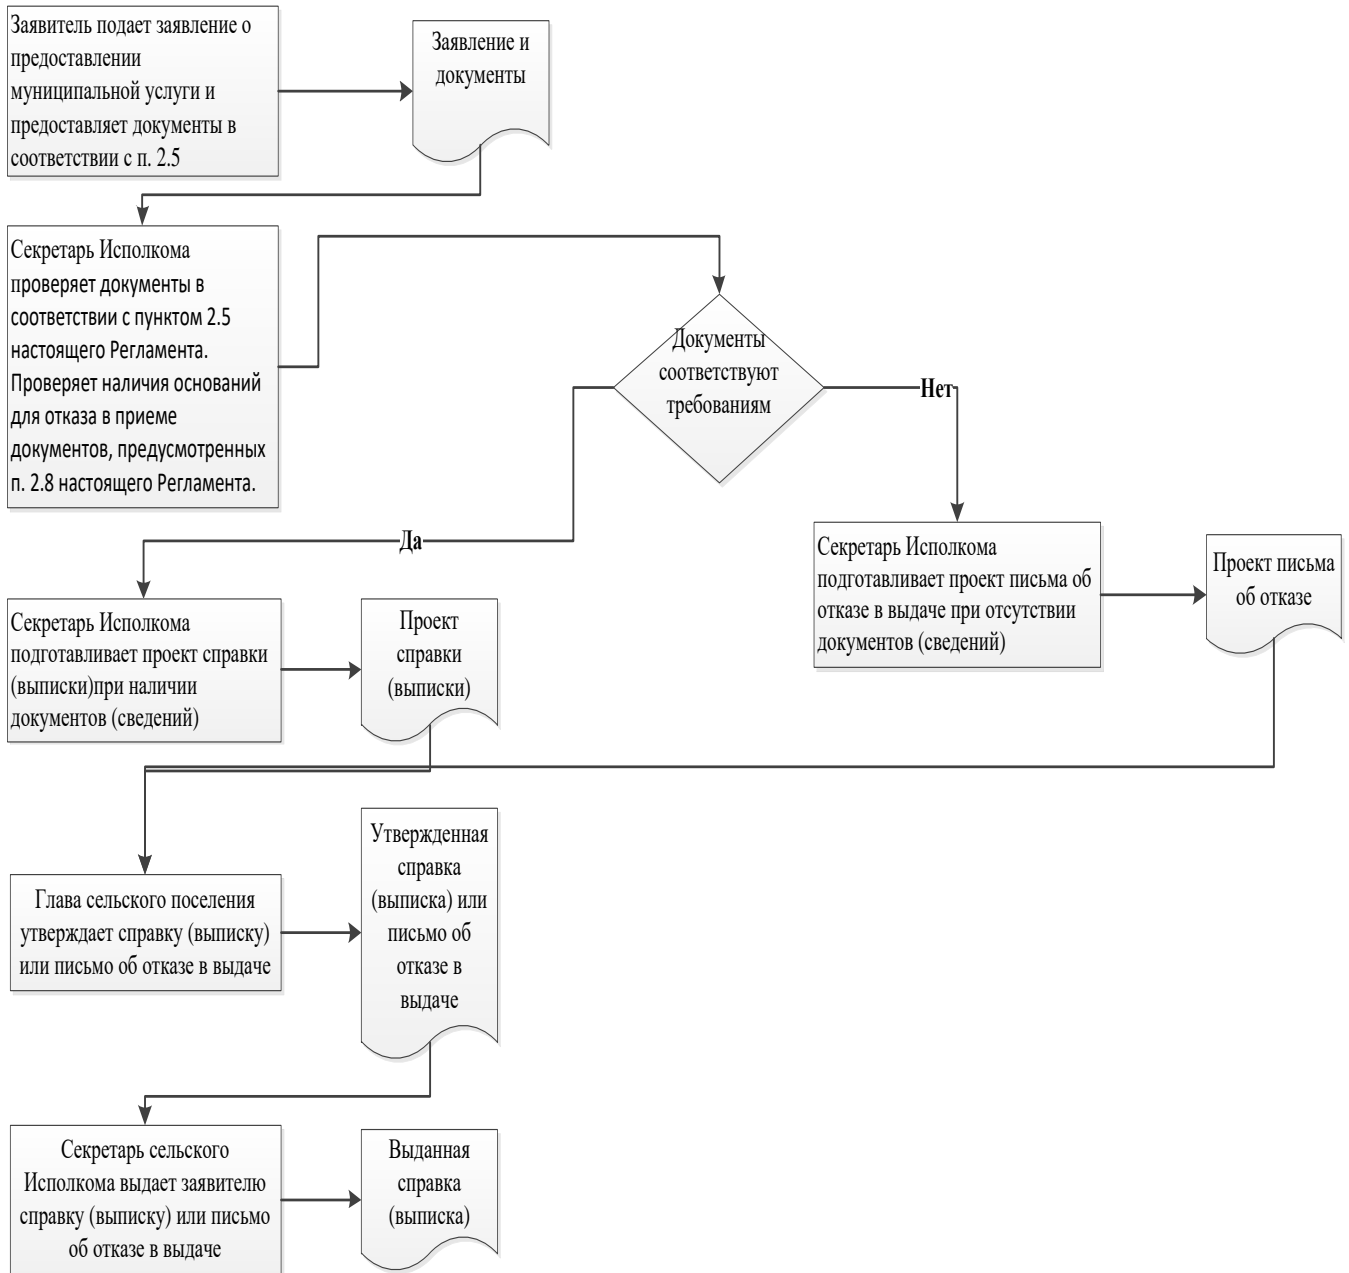 Заявитель подает заявление о
предоставлении
муниципальной услуги и
предоставляет документы в
соответствии с п. 2.5
Заявление и
документы
Секретарь Исполкома
проверяет документы в
соответствии с пунктом 2.5
настоящего Регламента.
Проверяет наличия оснований
для отказа в приеме
документов, предусмотренных
п. 2.8 настоящего Регламента.
Документы
соответствуют
требованиям
Нет
Да
Секретарь Исполкома
подготавливает проект письма об
отказе в выдаче при отсутствии
документов (сведений)
Проект письма
об отказе
Секретарь Исполкома
подготавливает проект справки
(выписки)при наличии
документов (сведений)
Проект
справки
(выписки)
Глава сельского поселения
утверждает справку (выписку)
или письмо об отказе в выдаче
Утвержденная
справка
(выписка) или
письмо об
отказе в
выдаче
Секретарь сельского
Исполкома выдает заявителю
справку (выписку) или письмо
об отказе в выдаче
Выданная
справка
(выписка)